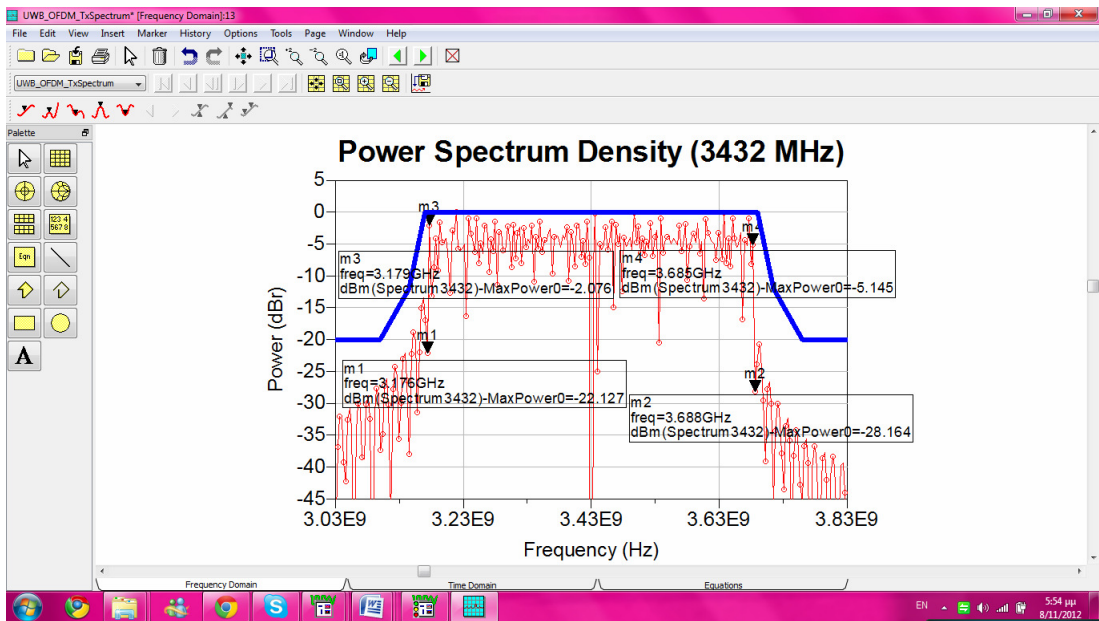 UWB_OFDM_TxSpectrum* [Frequency Domain]:13
File Edit View Insert Marker History Options Tools Page Window Help
UWB_OFDM_TxSpectrum
Palette
123 4
567 8
Eqn
A
Power Spectrum Density (3432 MHz)
5
0
-5
-10
-15
-20
-25
-30
-35
-40
-45
Power (dBr)
m3
m4
m1
m2
m3
freq=3.179GHz
dBm(Spectrum3432)-MaxPower0=-2.076
m4
freq=3.685GHz
dBm(Spectrum3432)-MaxPower0=-5.145
m1
freq=3.176GHz
dBm(Spectrum3432)-MaxPower0=-22.127
m2
freq=3.688GHz
dBm(Spectrum3432)-MaxPower0=-28.164
3.03E9 3.23E9 3.43E9 3.63E9 3.83E9
Frequency (Hz)
Frequency Domain Time Domain Equations
EN 5:54 μμ
8/11/2012